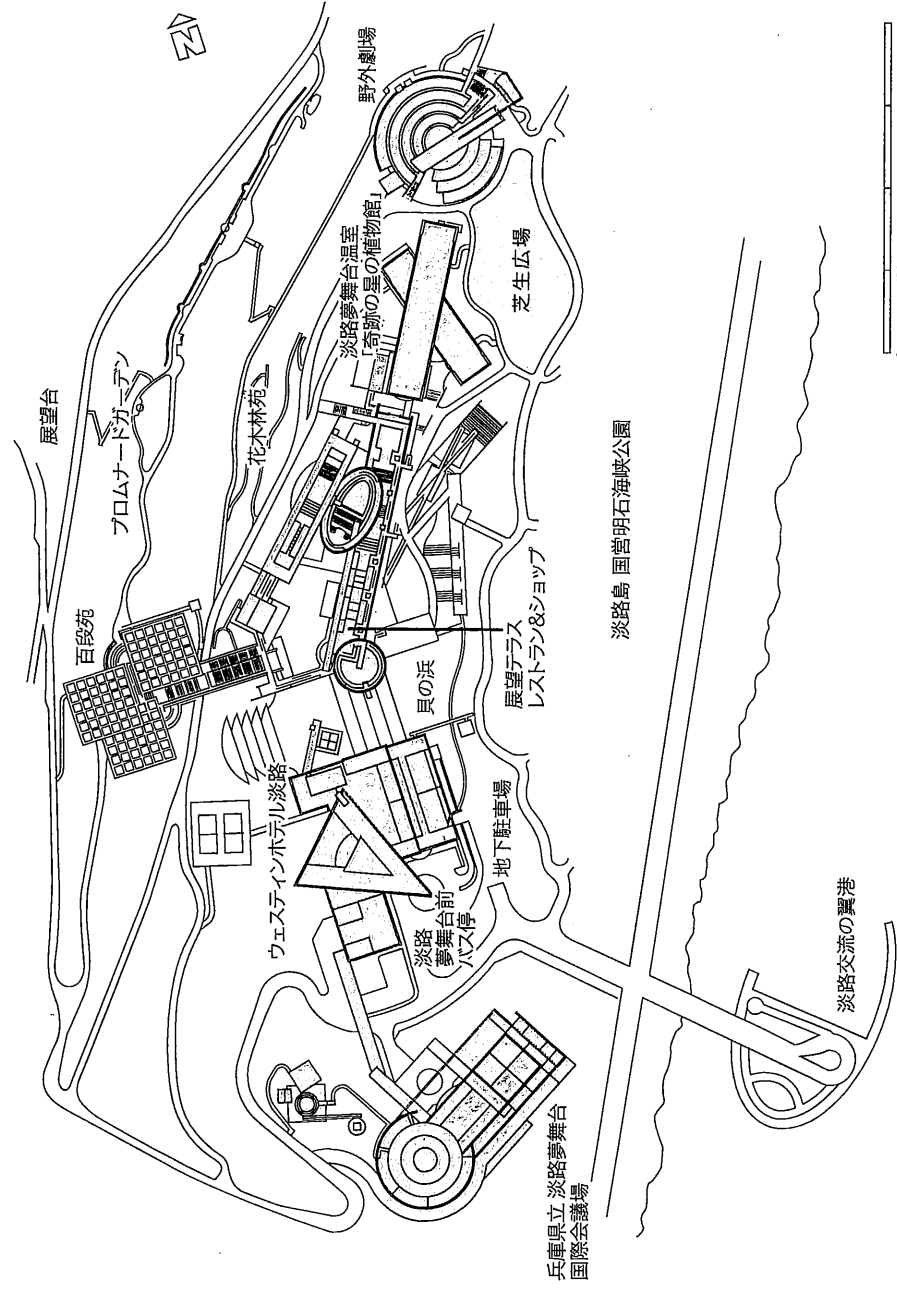 N
展望台
プロムナードガーデン
花木林苑
百段苑
野外劇場
淡路夢舞台温室
「奇跡の星の植物館」
芝生広場
展望テラス
レストラン&ショップ
貝の浜
ウェスティンホテル淡路
地下駐車場
淡路
夢舞台前
バス停
淡路島 国営明石海峡公園
淡路交流の翼港
兵庫県立 淡路夢舞台
国際会議場